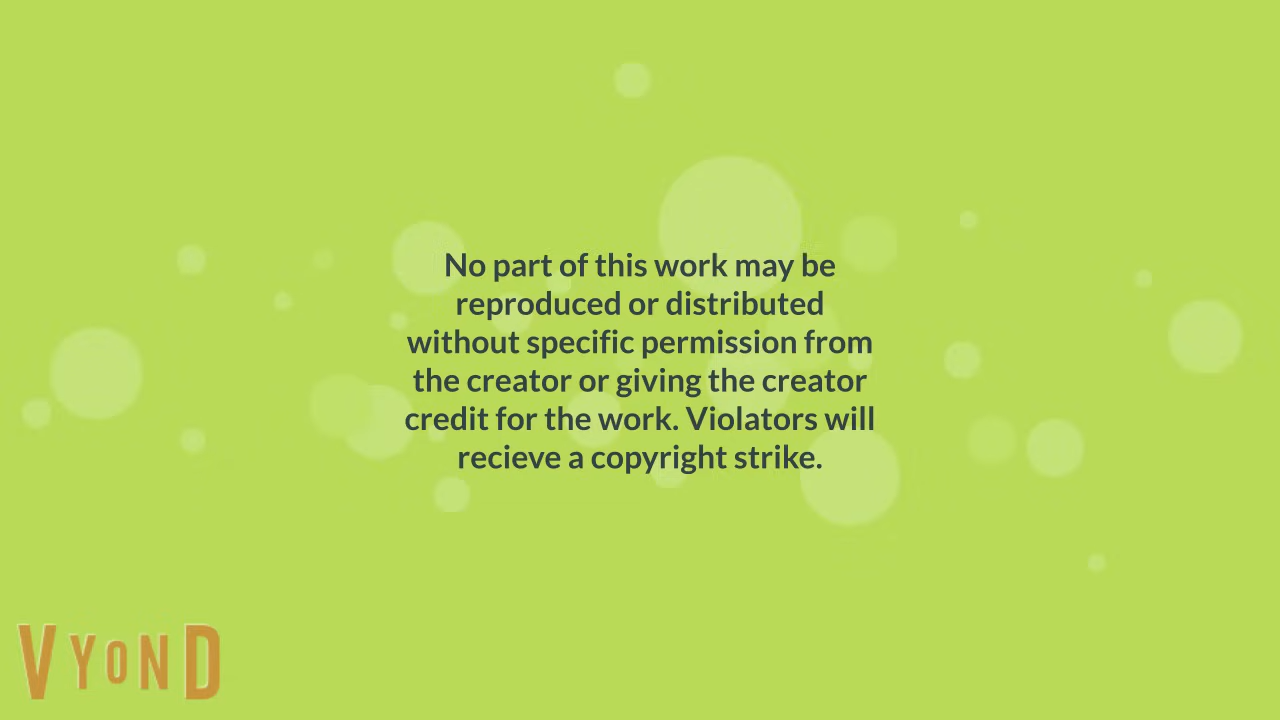 No part of this work may be
reproduced or distributed
without specific permission from
the creator or giving the creator
credit for the work. Violators will
recieve a copyright strike.
VYOND